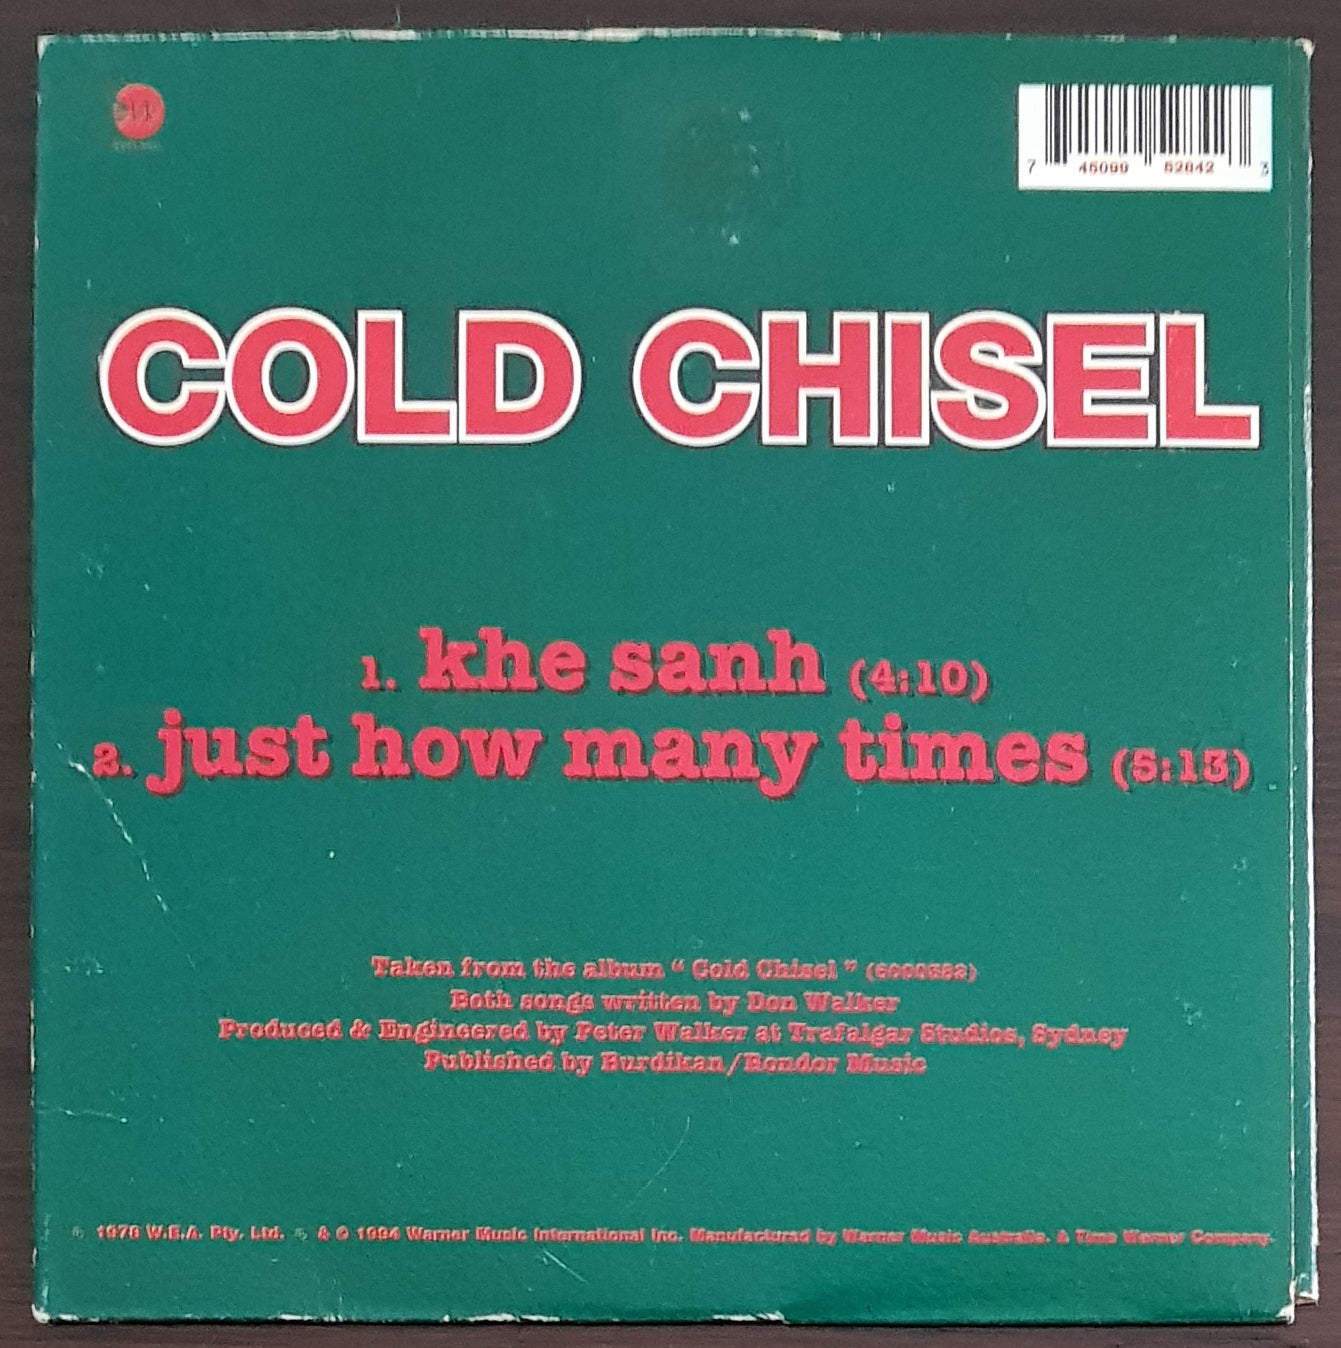 7 45099 52842 3
COLD CHISEL
1. khe sanh (4:10)
2. just how many times (5:15)
Taken from the album “ Cold Chisel ”
Both songs written by Don Walker
Produced & Engineered by Peter Walker at Trafalgar Studios, Sydney
Published by Burdikan/Rondor Music
℗ 1978 W.E.A. Pty. Ltd. ℗ & © 1994 Warner Music International Inc. Manufactured by Warner Music Australia. A Time Warner Company.